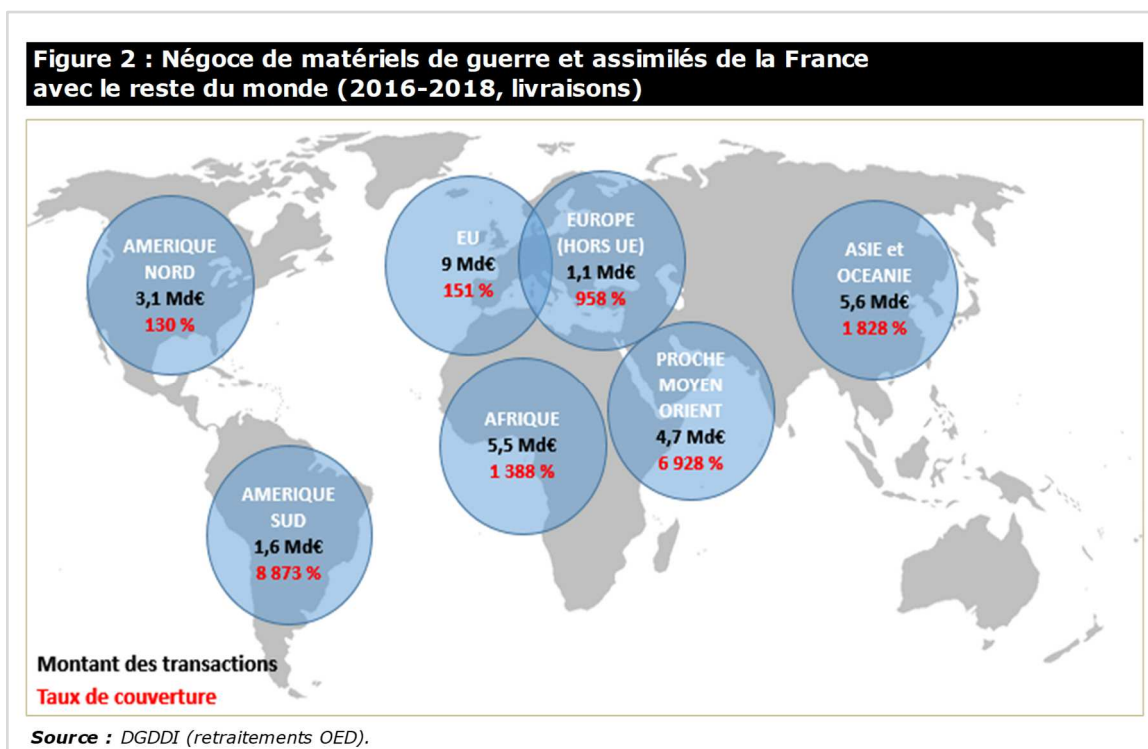 Figure 2 : Négoce de matériels de guerre et assimilés de la France
avec le reste du monde (2016-2018, livraisons)
AMERIQUE
NORD
3,1 Md€
130 %
EU
9 Md€
151 %
EUROPE
(HORS UE)
1,1 Md€
958 %
ASIE et
OCEANIE
5,6 Md€
1 828 %
PROCHE
MOYEN
ORIENT
4,7 Md€
6 928 %
AFRIQUE
5,5 Md€
1 388 %
AMERIQUE
SUD
1,6 Md€
8 873 %
Montant des transactions
Taux de couverture
Source : DGDDI (retraitements OED).